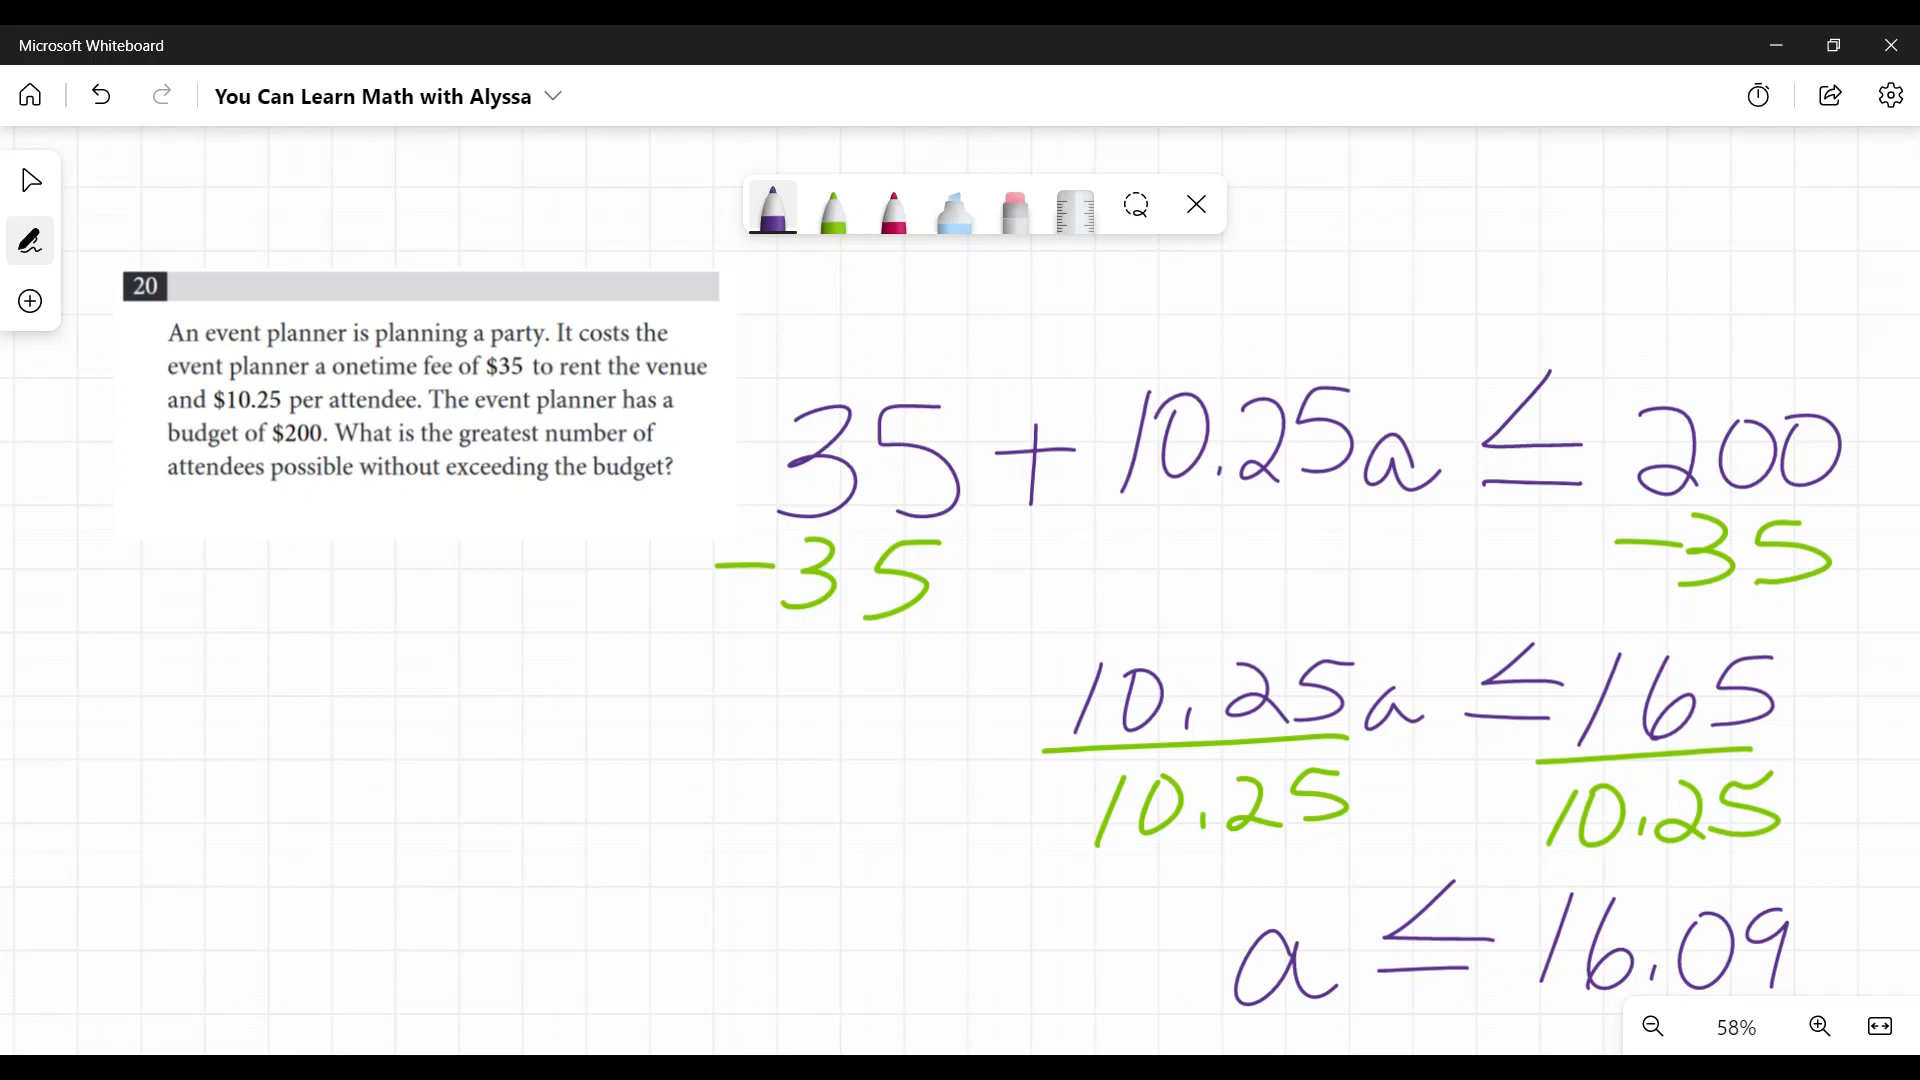 Microsoft Whiteboard
You Can Learn Math with Alyssa
20
An event planner is planning a party. It costs the
event planner a onetime fee of $35 to rent the venue
and $10.25 per attendee. The event planner has a
budget of $200. What is the greatest number of
attendees possible without exceeding the budget?
35 + 10.25a ≤ 200
-35 -35
10.25a ≤ 165
10.25 10.25
a ≤ 16.09
58%